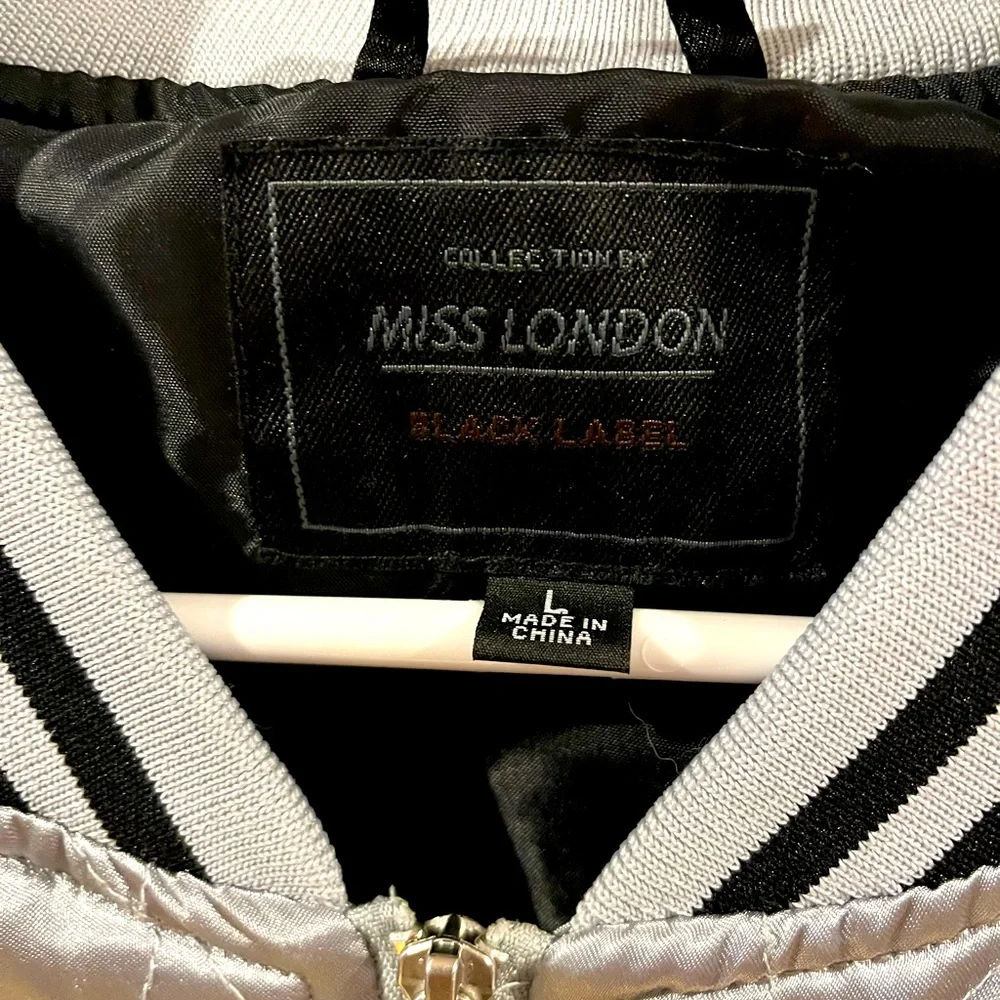 COLLECTION BY
MISS LONDON
BLACK LABEL
L
MADE IN
CHINA